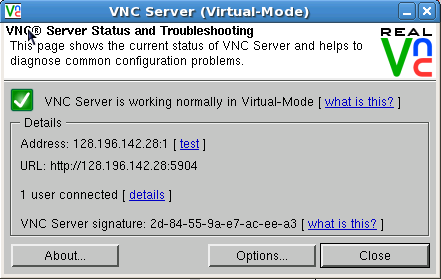 VNC Server (Virtual-Mode)
VNC® Server Status and Troubleshooting
This page shows the current status of VNC Server and helps to
diagnose common configuration problems.
REAL
VNC
VNC Server is working normally in Virtual-Mode [ what is this? ]
Details
Address: 128.196.142.28:1 [ test ]
URL: http://128.196.142.28:5904
1 user connected [ details ]
VNC Server signature: 2d-84-55-9a-e7-ac-ee-a3 [ what is this? ]
About...
Options...
Close